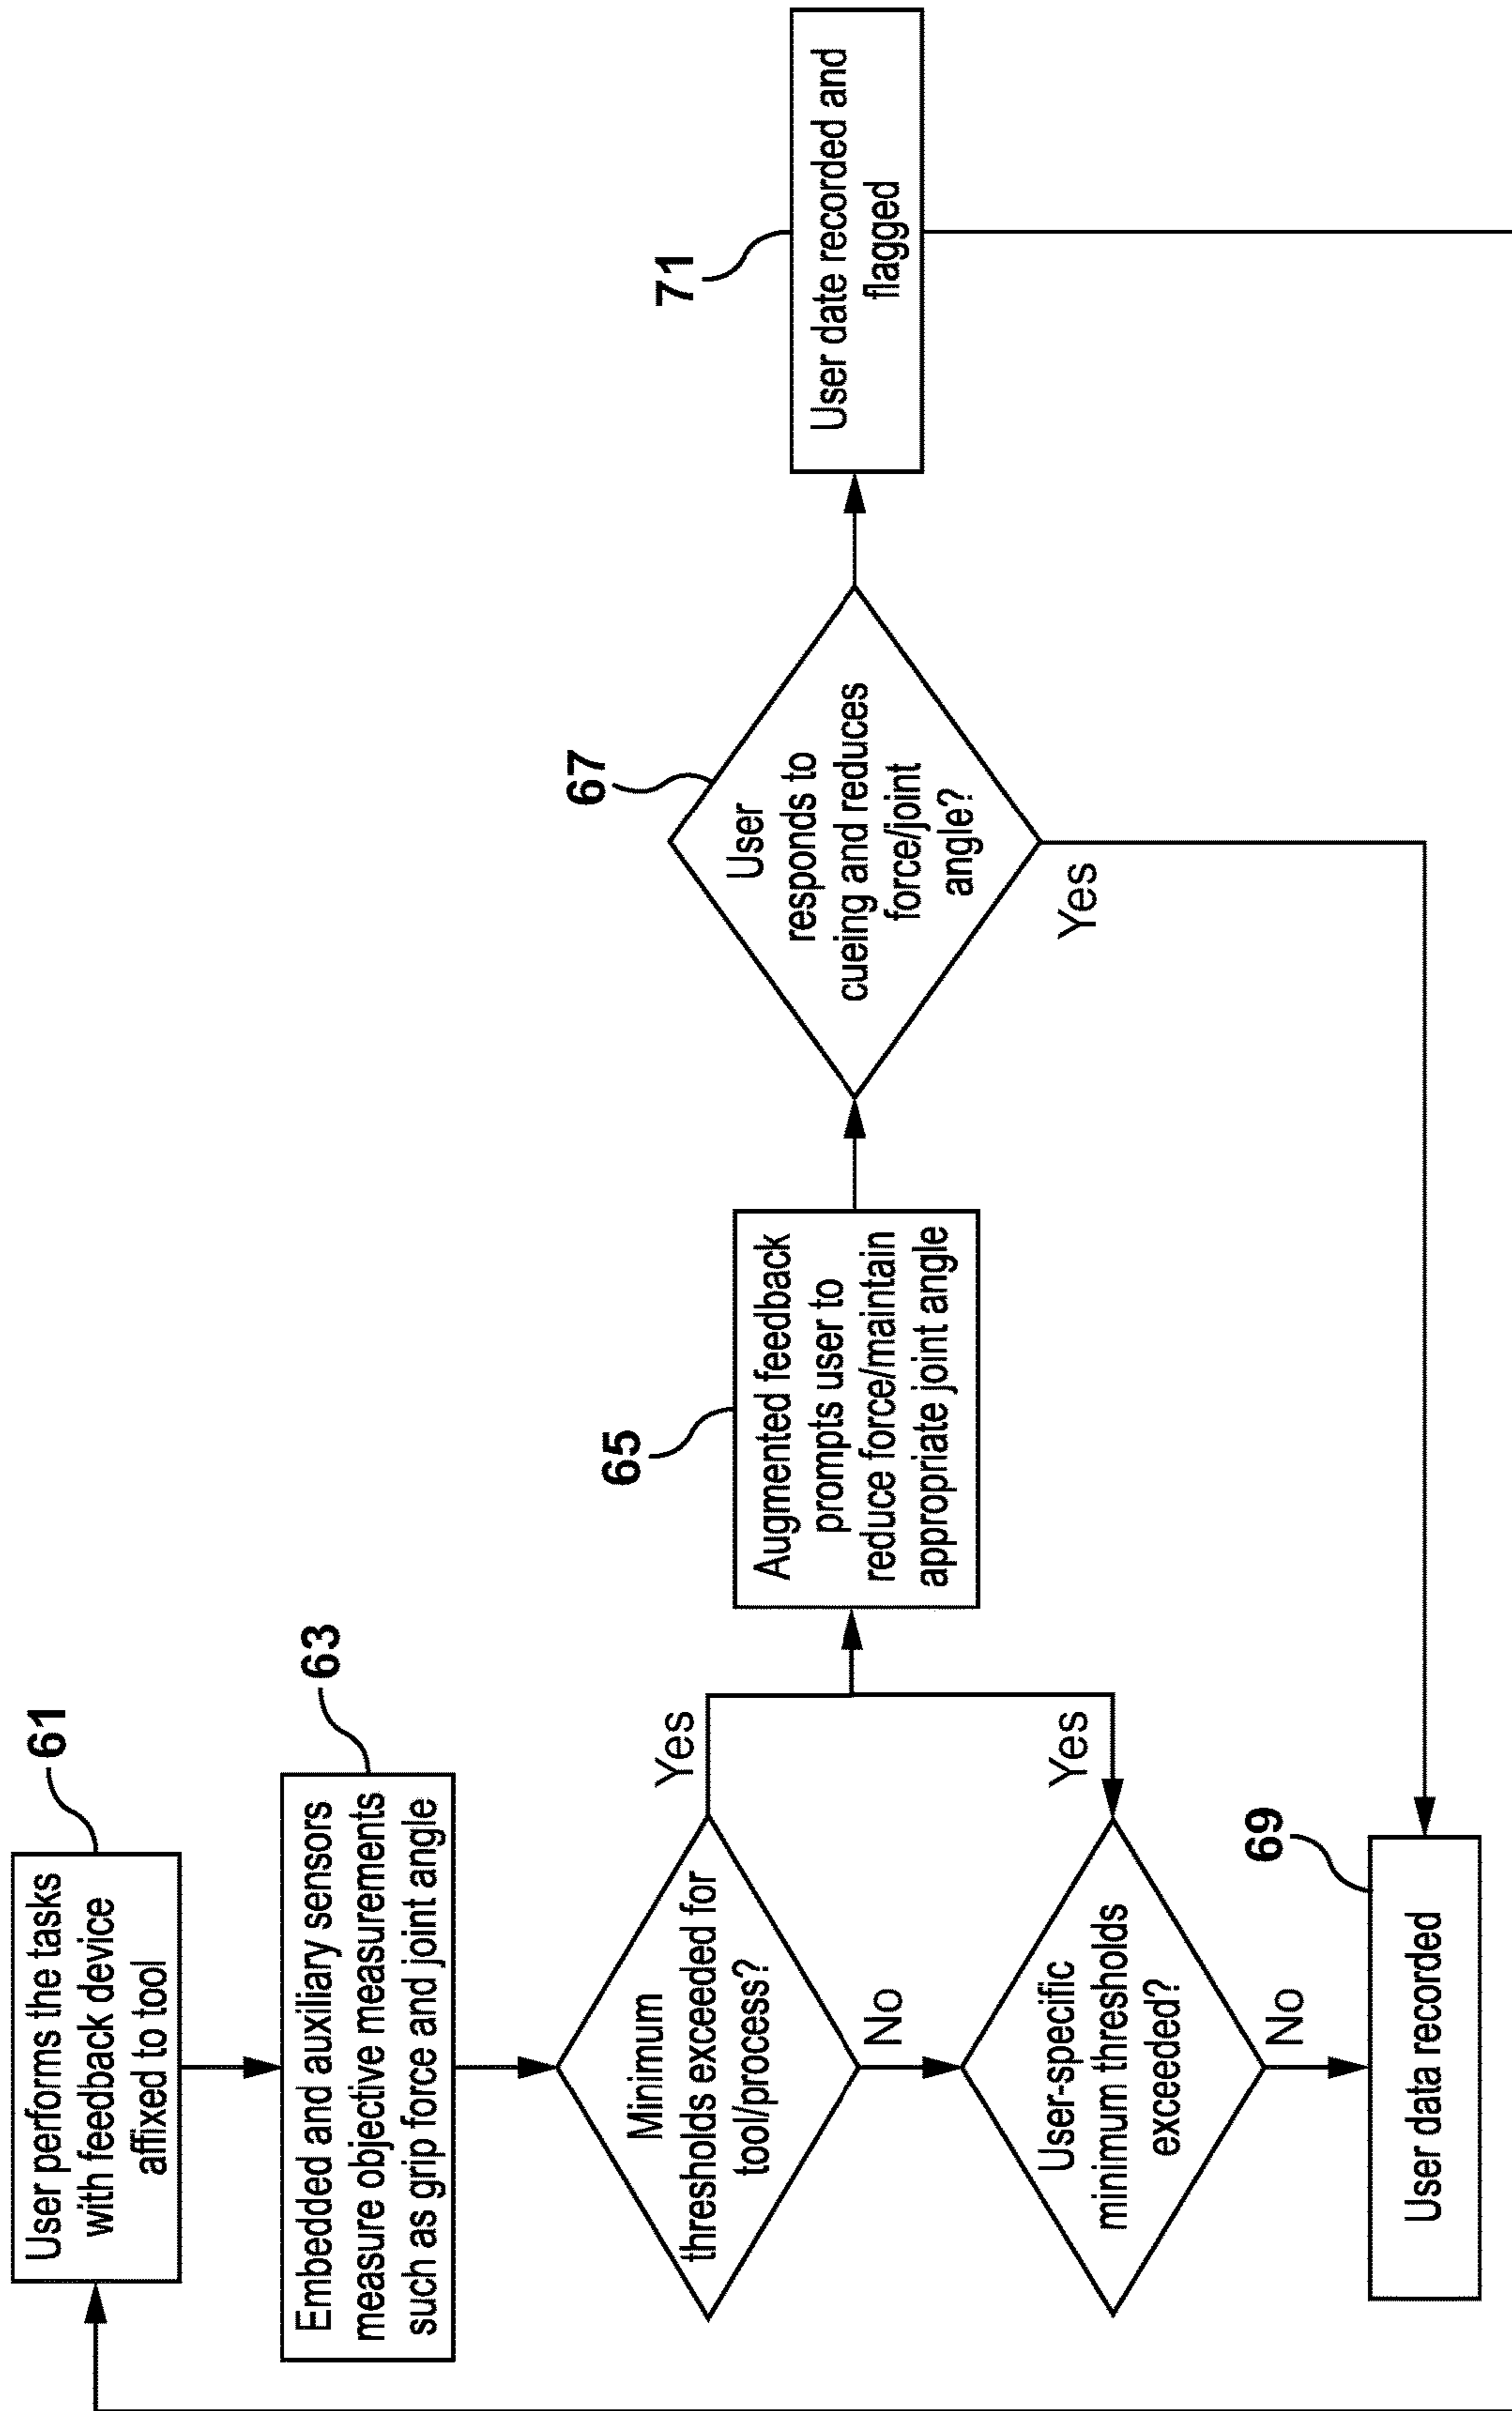 61
User performs the tasks
with feedback device
affixed to tool
63
Embedded and auxiliary sensors
measure objective measurements
such as grip force and joint angle
Minimum
thresholds exceeded for
tool/process?
Yes
No
User-specific
minimum thresholds
exceeded?
Yes
No
65
Augmented feedback
prompts user to
reduce force/maintain
appropriate joint angle
67
User
responds to
cueing and reduces
force/joint
angle?
Yes
69
User data recorded
71
User date recorded and
flagged